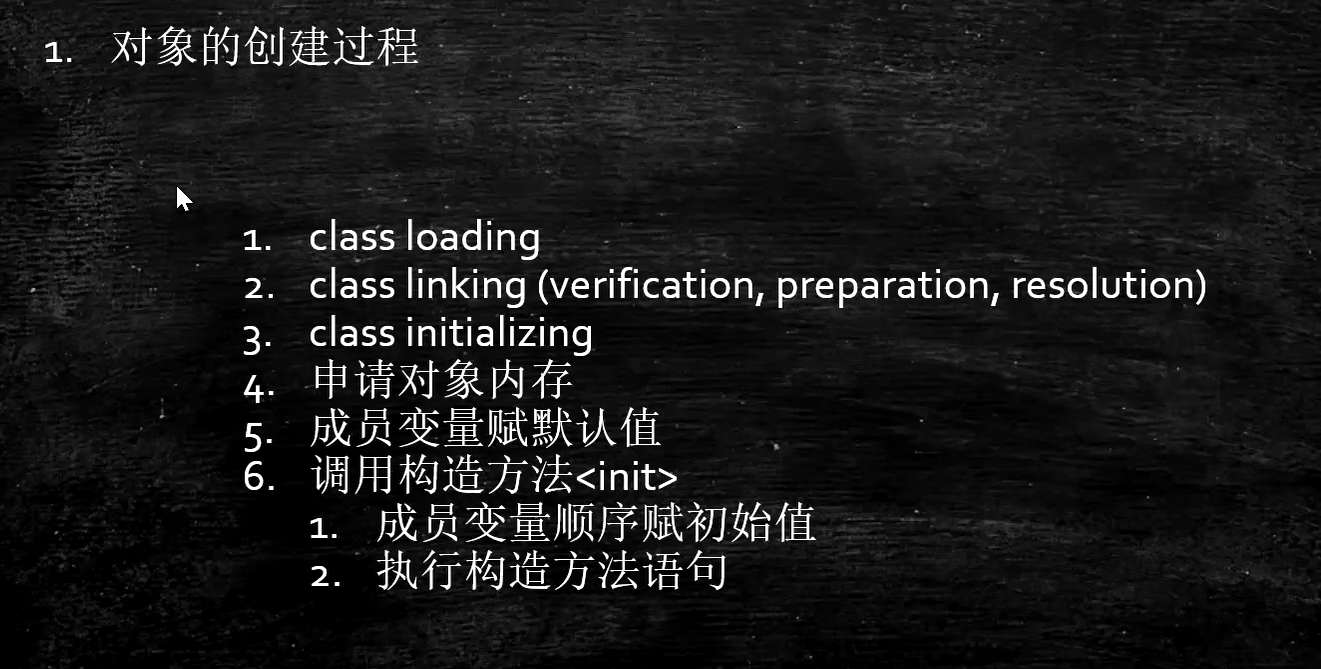 1. 对象的创建过程
1. class loading
2. class linking (verification, preparation, resolution)
3. class initializing
4. 申请对象内存
5. 成员变量赋默认值
6. 调用构造方法<init>
1. 成员变量顺序赋初始值
2. 执行构造方法语句